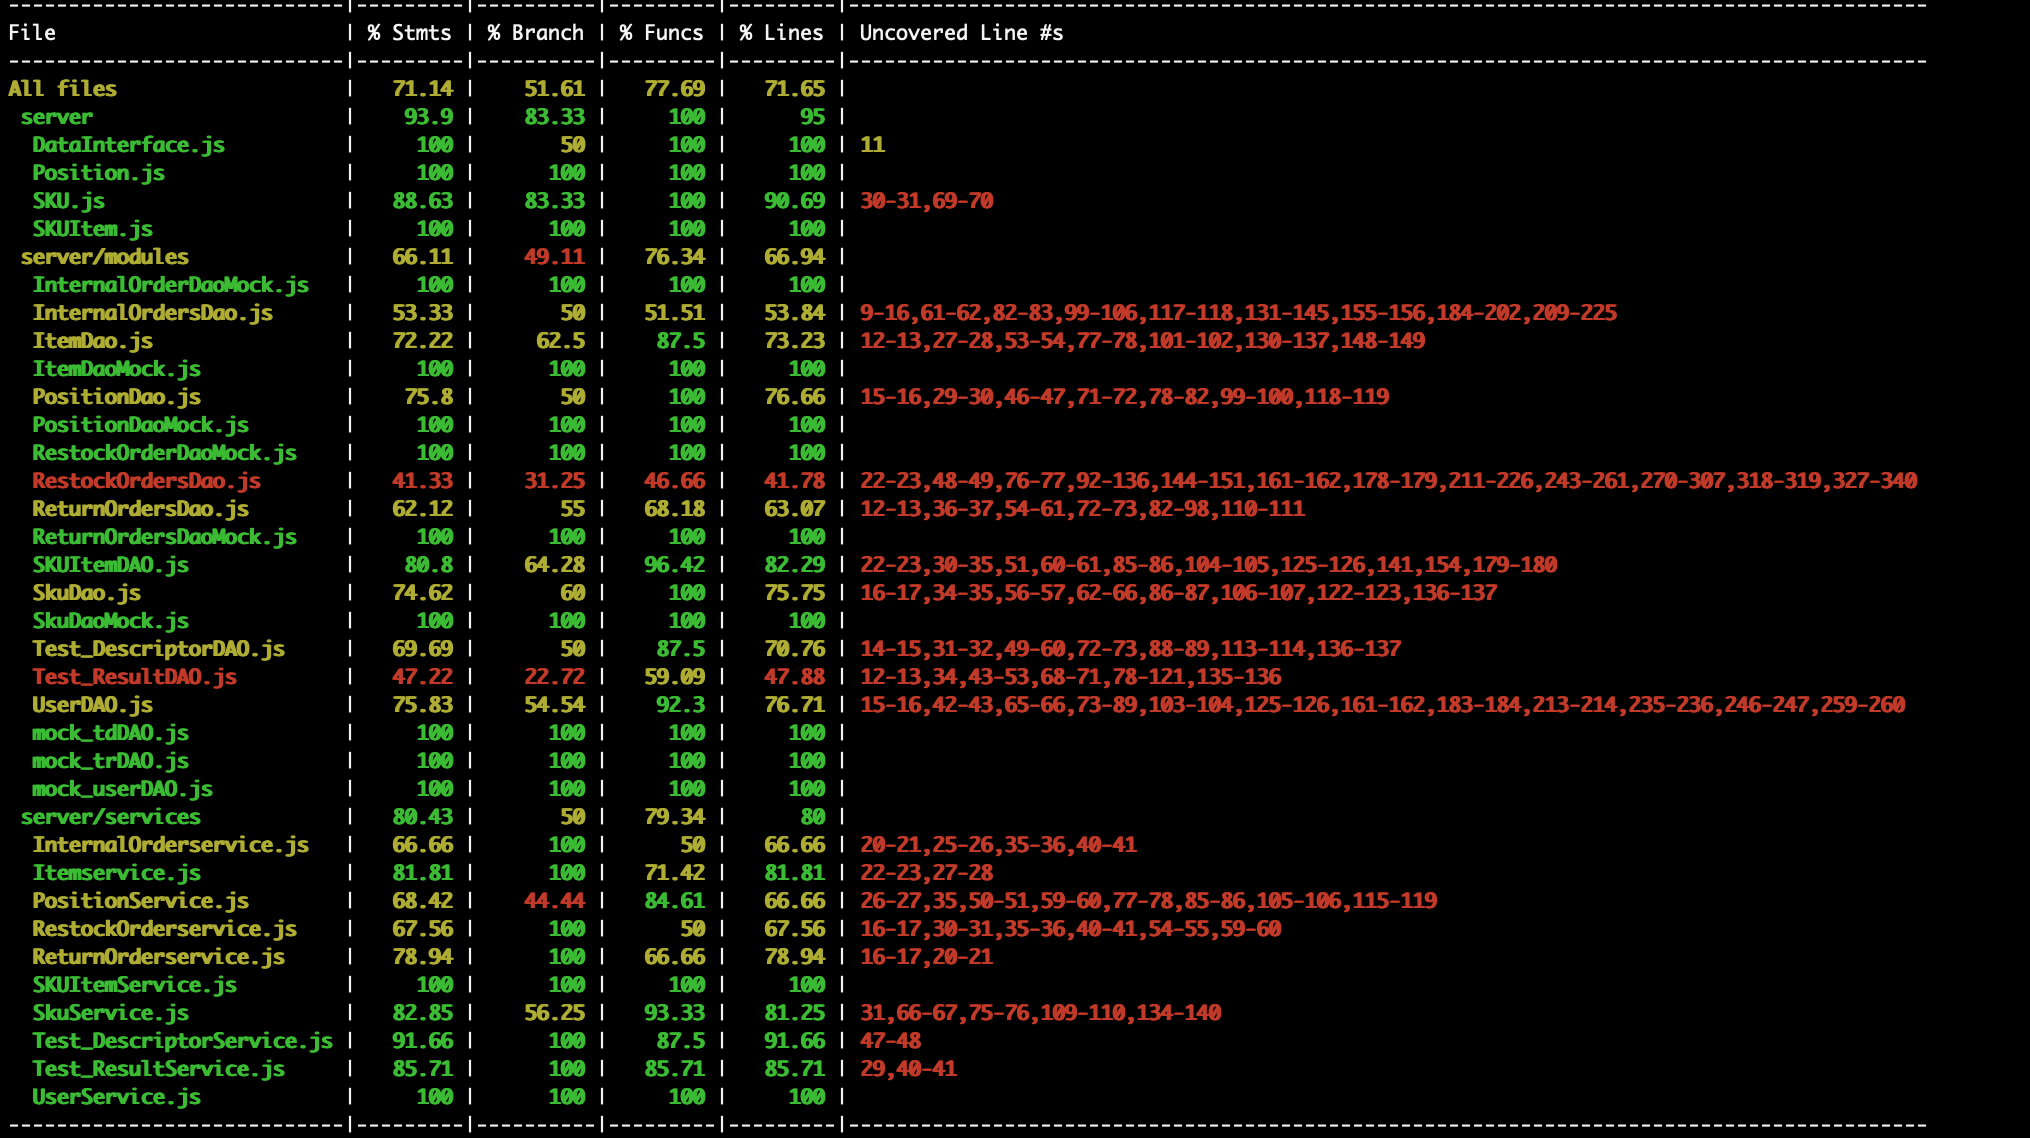 File | % Stmts | % Branch | % Funcs | % Lines | Uncovered Line #s
All files | 71.14 | 51.61 | 77.69 | 71.65 |
server | 93.9 | 83.33 | 100 | 95 |
DataInterface.js | 100 | 50 | 100 | 100 | 11
Position.js | 100 | 100 | 100 | 100 |
SKU.js | 88.63 | 83.33 | 100 | 90.69 | 30-31,69-70
SKUItem.js | 100 | 100 | 100 | 100 |
server/modules | 66.11 | 49.11 | 76.34 | 66.94 |
InternalOrderDaoMock.js | 100 | 100 | 100 | 100 |
InternalOrdersDao.js | 53.33 | 50 | 51.51 | 53.84 | 9-16,61-62,82-83,99-106,117-118,131-145,155-156,184-202,209-225
ItemDao.js | 72.22 | 62.5 | 87.5 | 73.23 | 12-13,27-28,53-54,77-78,101-102,130-137,148-149
ItemDaoMock.js | 100 | 100 | 100 | 100 |
PositionDao.js | 75.8 | 50 | 100 | 76.66 | 15-16,29-30,46-47,71-72,78-82,99-100,118-119
PositionDaoMock.js | 100 | 100 | 100 | 100 |
RestockOrderDaoMock.js | 100 | 100 | 100 | 100 |
RestockOrdersDao.js | 41.33 | 31.25 | 46.66 | 41.78 | 22-23,48-49,76-77,92-136,144-151,161-162,178-179,211-226,243-261,270-307,318-319,327-340
ReturnOrdersDao.js | 62.12 | 55 | 68.18 | 63.07 | 12-13,36-37,54-61,72-73,82-98,110-111
ReturnOrdersDaoMock.js | 100 | 100 | 100 | 100 |
SKUItemDAO.js | 80.8 | 64.28 | 96.42 | 82.29 | 22-23,30-35,51,60-61,85-86,104-105,125-126,141,154,179-180
SkuDao.js | 74.62 | 60 | 100 | 75.75 | 16-17,34-35,56-57,62-66,86-87,106-107,122-123,136-137
SkuDaoMock.js | 100 | 100 | 100 | 100 |
Test_DescriptorDAO.js | 69.69 | 50 | 87.5 | 70.76 | 14-15,31-32,49-60,72-73,88-89,113-114,136-137
Test_ResultDAO.js | 47.22 | 22.72 | 59.09 | 47.88 | 12-13,34,43-53,68-71,78-121,135-136
UserDAO.js | 75.83 | 54.54 | 92.3 | 76.71 | 15-16,42-43,65-66,73-89,103-104,125-126,161-162,183-184,213-214,235-236,246-247,259-260
mock_tdDAO.js | 100 | 100 | 100 | 100 |
mock_trDAO.js | 100 | 100 | 100 | 100 |
mock_userDAO.js | 100 | 100 | 100 | 100 |
server/services | 80.43 | 50 | 79.34 | 80 |
InternalOrderservice.js | 66.66 | 100 | 50 | 66.66 | 20-21,25-26,35-36,40-41
Itemservice.js | 81.81 | 100 | 71.42 | 81.81 | 22-23,27-28
PositionService.js | 68.42 | 44.44 | 84.61 | 66.66 | 26-27,35,50-51,59-60,77-78,85-86,105-106,115-119
RestockOrderservice.js | 67.56 | 100 | 50 | 67.56 | 16-17,30-31,35-36,40-41,54-55,59-60
ReturnOrderservice.js | 78.94 | 100 | 66.66 | 78.94 | 16-17,20-21
SKUItemService.js | 100 | 100 | 100 | 100 |
SkuService.js | 82.85 | 56.25 | 93.33 | 81.25 | 31,66-67,75-76,109-110,134-140
Test_DescriptorService.js | 91.66 | 100 | 87.5 | 91.66 | 47-48
Test_ResultService.js | 85.71 | 100 | 85.71 | 85.71 | 29,40-41
UserService.js | 100 | 100 | 100 | 100 |